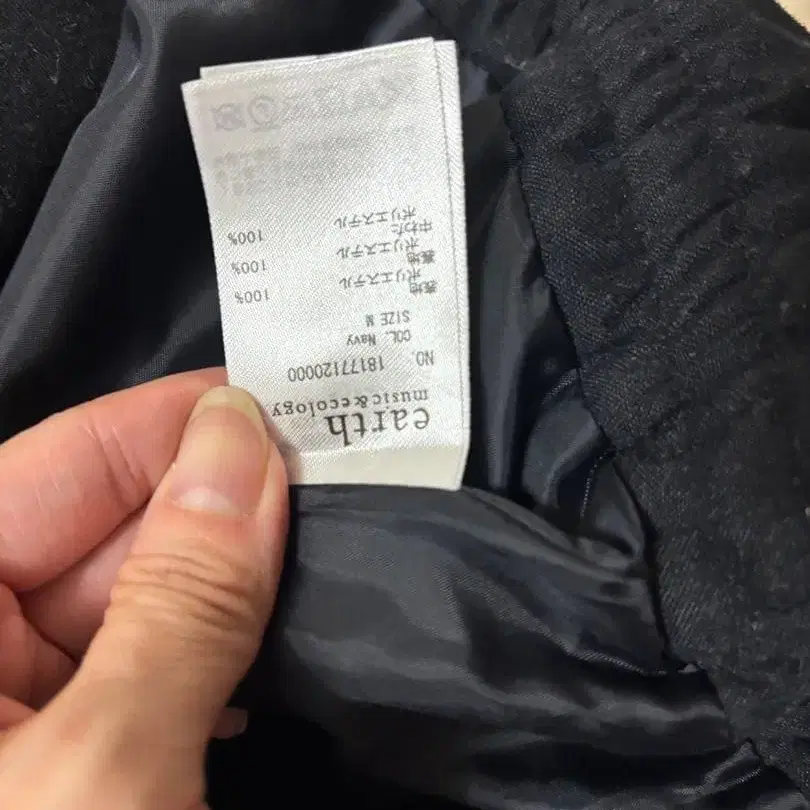 earth
music&ecology
NO. 18177120000
COL. Navy
SIZE M
表地
ポリエステル 100%
裏地
ポリエステル 100%
中わた
ポリエステル 100%